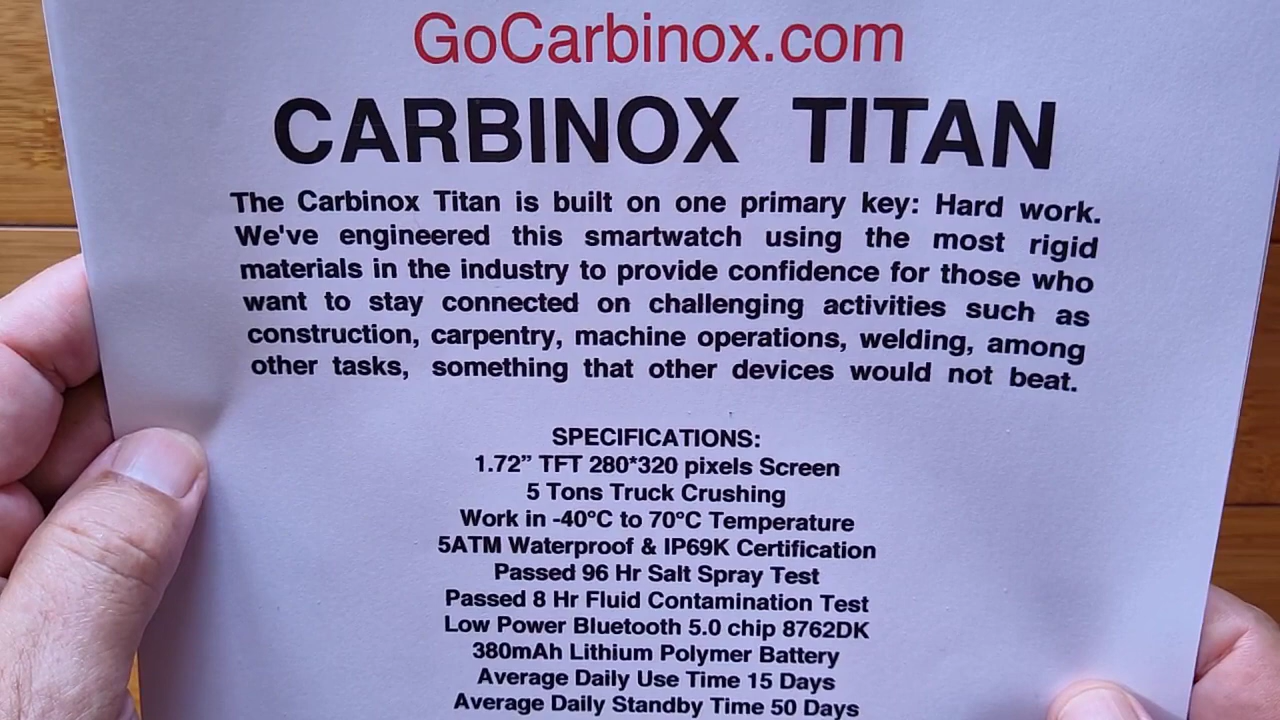 GoCarbinox.com
CARBINOX TITAN
The Carbinox Titan is built on one primary key: Hard work.
We've engineered this smartwatch using the most rigid
materials in the industry to provide confidence for those who
want to stay connected on challenging activities such as
construction, carpentry, machine operations, welding, among
other tasks, something that other devices would not beat.
SPECIFICATIONS:
1.72” TFT 280*320 pixels Screen
5 Tons Truck Crushing
Work in -40°C to 70°C Temperature
5ATM Waterproof & IP69K Certification
Passed 96 Hr Salt Spray Test
Passed 8 Hr Fluid Contamination Test
Low Power Bluetooth 5.0 chip 8762DK
380mAh Lithium Polymer Battery
Average Daily Use Time 15 Days
Average Daily Standby Time 50 Days